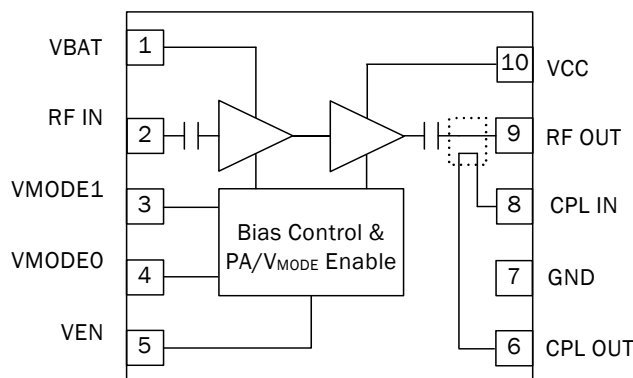 VBAT 1
10 VCC
RF IN 2
9 RF OUT
VMODE1 3
8 CPL IN
Bias Control &
PA/VMODE Enable
VMODE0 4
7 GND
VEN 5
6 CPL OUT